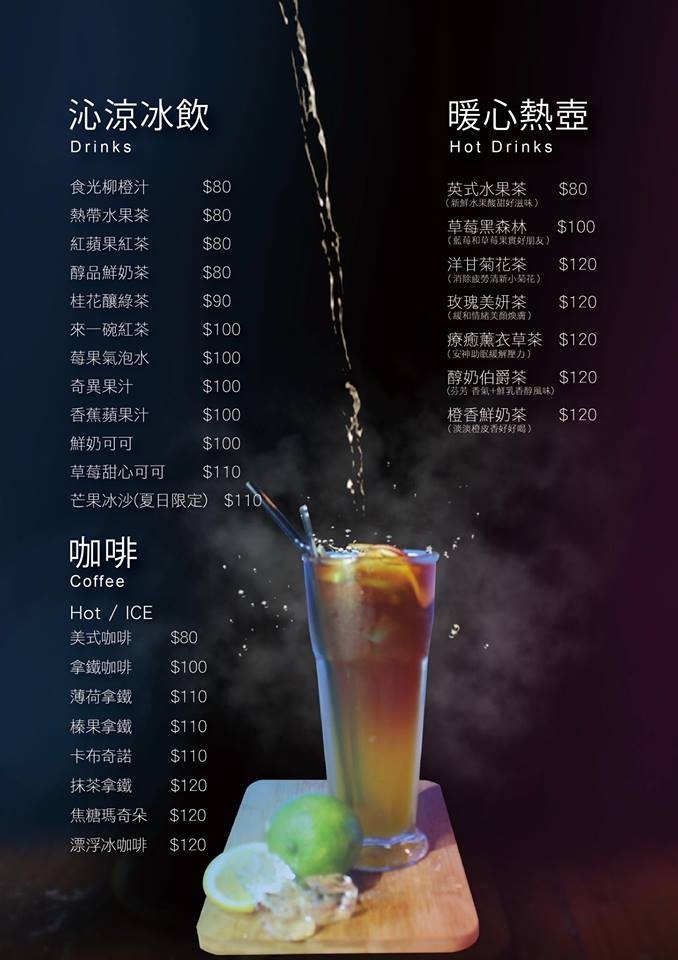 沁涼冰飲
Drinks
食光柳橙汁 $80
熱帶水果茶 $80
紅蘋果紅茶 $80
醇品鮮奶茶 $80
桂花釀綠茶 $90
來一碗紅茶 $100
莓果氣泡水 $100
奇異果汁 $100
香蕉蘋果汁 $100
鮮奶可可 $100
草莓甜心可可 $110
芒果冰沙(夏日限定) $110
咖啡
Coffee
Hot / ICE
美式咖啡 $80
拿鐵咖啡 $100
薄荷拿鐵 $110
榛果拿鐵 $110
卡布奇諾 $110
抹茶拿鐵 $120
焦糖瑪奇朵 $120
漂浮冰咖啡 $120
暖心熱壺
Hot Drinks
英式水果茶 $80
(新鮮水果酸甜好滋味)
草莓黑森林 $100
(藍莓和草莓果實好朋友)
洋甘菊花茶 $120
(消除疲勞清新小菊花)
玫瑰美妍茶 $120
(緩和情緒美顏煥膚)
療癒薰衣草茶 $120
(安神助眠緩解壓力)
醇奶伯爵茶 $120
(芬芳 香氣+鮮乳香醇風味)
橙香鮮奶茶 $120
(淡淡橙皮香好好喝)